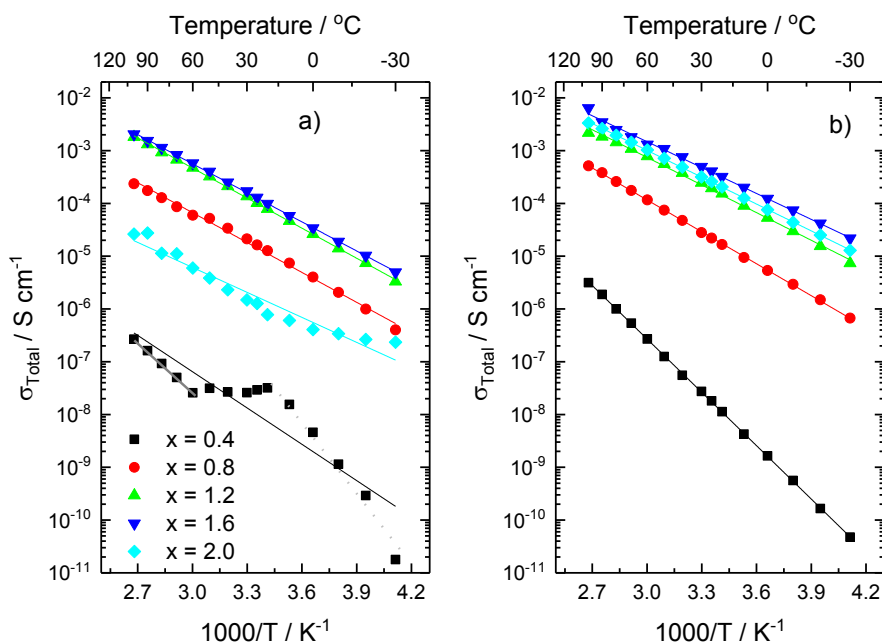 Temperature / °C
120 90 60 30 0 -30
a)
10⁻²
10⁻³
10⁻⁴
10⁻⁵
10⁻⁶
10⁻⁷
10⁻⁸
10⁻⁹
10⁻¹⁰
10⁻¹¹
σTotal / S cm⁻¹
x = 0.4
x = 0.8
x = 1.2
x = 1.6
x = 2.0
2.7 3.0 3.3 3.6 3.9 4.2
1000/T / K⁻¹
Temperature / °C
120 90 60 30 0 -30
b)
10⁻²
10⁻³
10⁻⁴
10⁻⁵
10⁻⁶
10⁻⁷
10⁻⁸
10⁻⁹
10⁻¹⁰
10⁻¹¹
σTotal / S cm⁻¹
2.7 3.0 3.3 3.6 3.9 4.2
1000/T / K⁻¹